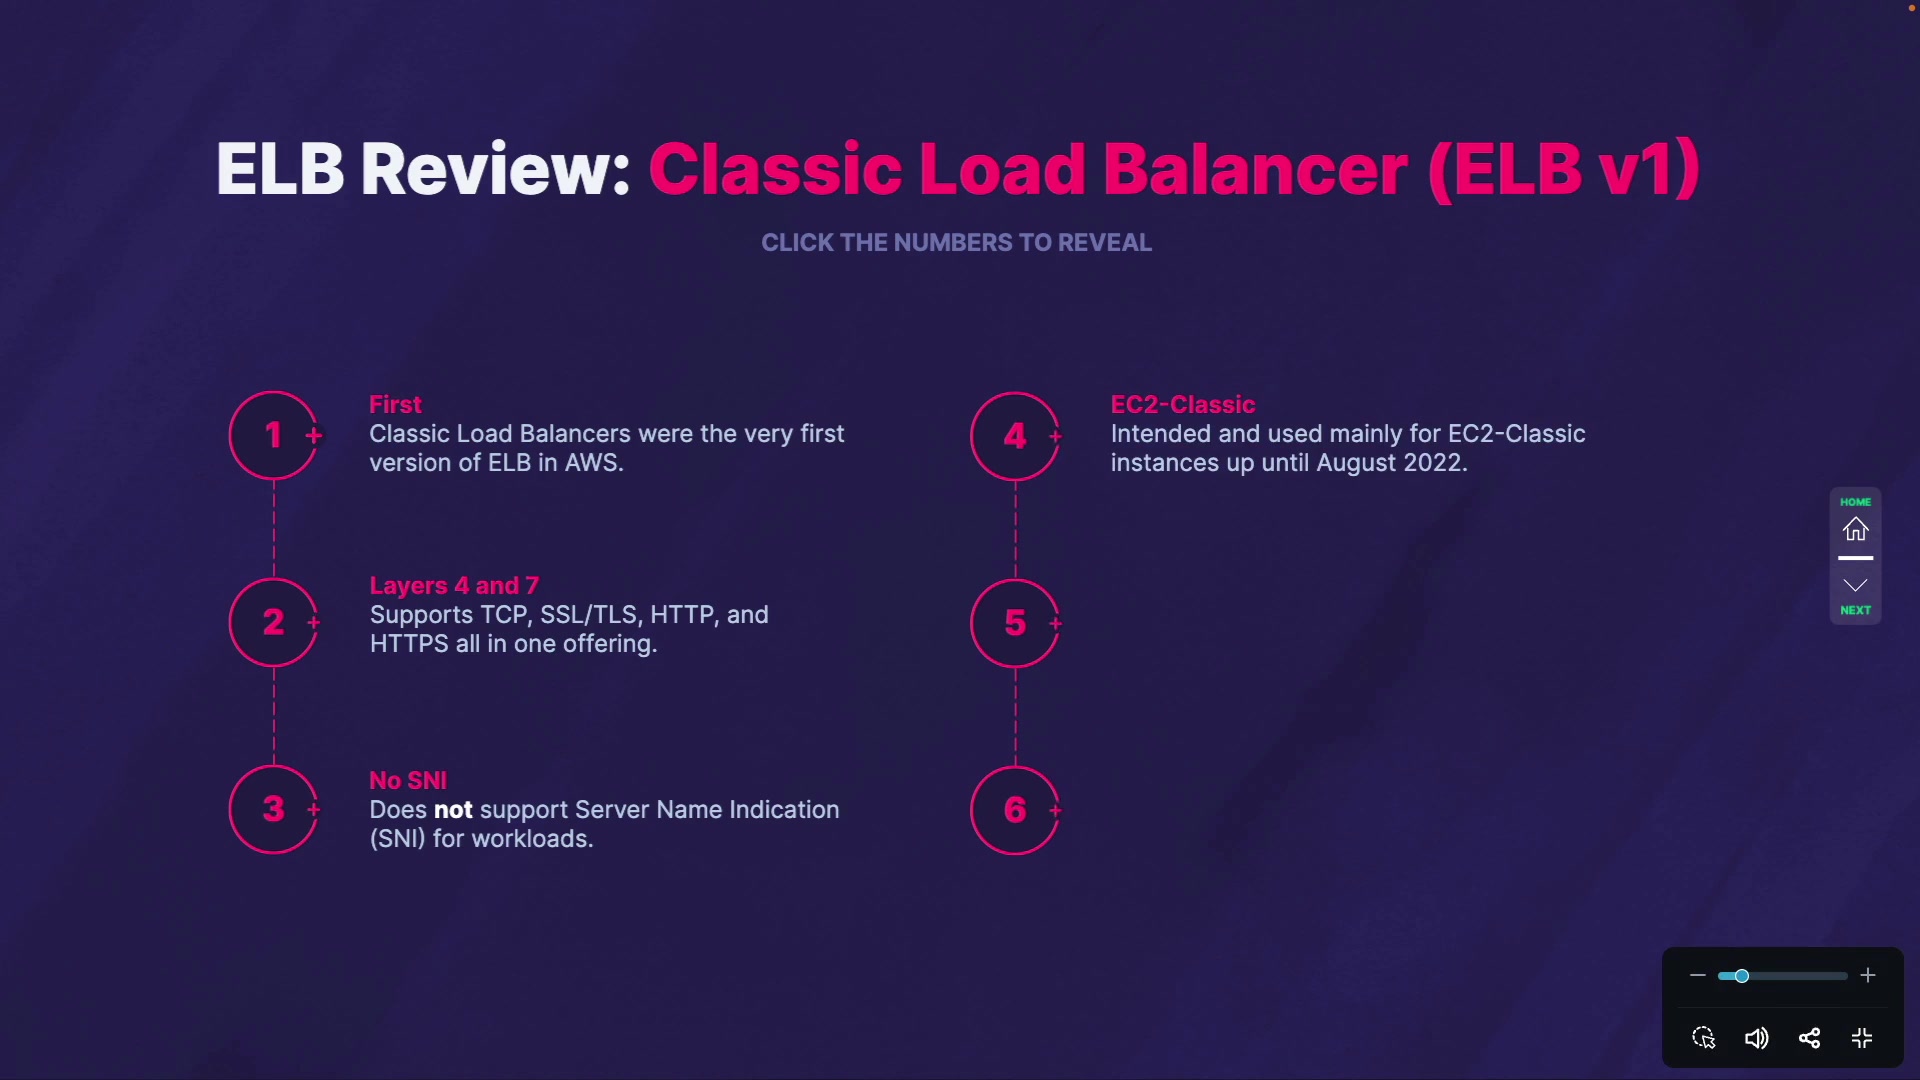 ELB Review: Classic Load Balancer (ELB v1)
CLICK THE NUMBERS TO REVEAL
1
First
Classic Load Balancers were the very first
version of ELB in AWS.
2
Layers 4 and 7
Supports TCP, SSL/TLS, HTTP, and
HTTPS all in one offering.
3
No SNI
Does not support Server Name Indication
(SNI) for workloads.
4
EC2-Classic
Intended and used mainly for EC2-Classic
instances up until August 2022.
5
6
HOME
NEXT